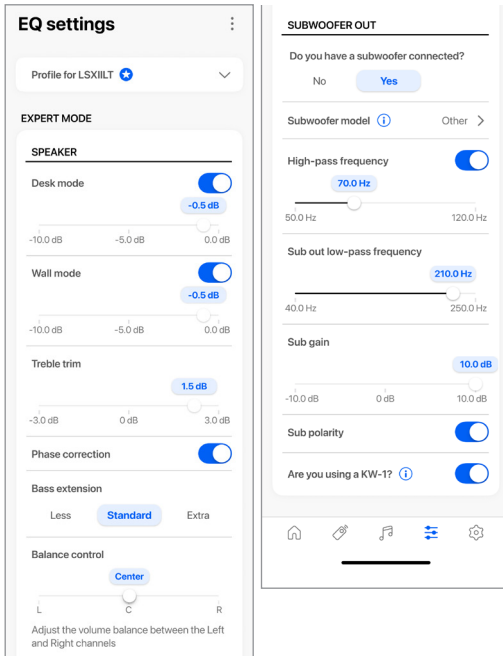 EQ settings
Profile for LSXIILT
EXPERT MODE
SPEAKER
Desk mode
-0.5 dB
-10.0 dB -5.0 dB 0.0 dB
Wall mode
-0.5 dB
-10.0 dB -5.0 dB 0.0 dB
Treble trim
1.5 dB
-3.0 dB 0 dB 3.0 dB
Phase correction
Bass extension
Less Standard Extra
Balance control
Center
L C R
Adjust the volume balance between the Left
and Right channels
SUBWOOFER OUT
Do you have a subwoofer connected?
No Yes
Subwoofer model i Other
High-pass frequency
70.0 Hz
50.0 Hz 120.0 Hz
Sub out low-pass frequency
210.0 Hz
40.0 Hz 250.0 Hz
Sub gain
10.0 dB
-10.0 dB 0 dB 10.0 dB
Sub polarity
Are you using a KW-1? i